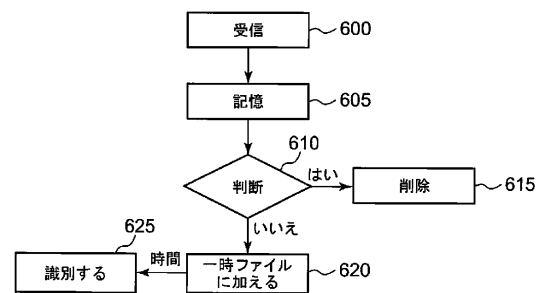 受信
600
記憶
605
610
判断
はい
削除
615
いいえ
625
識別する
時間
一時ファイル
に加える
620